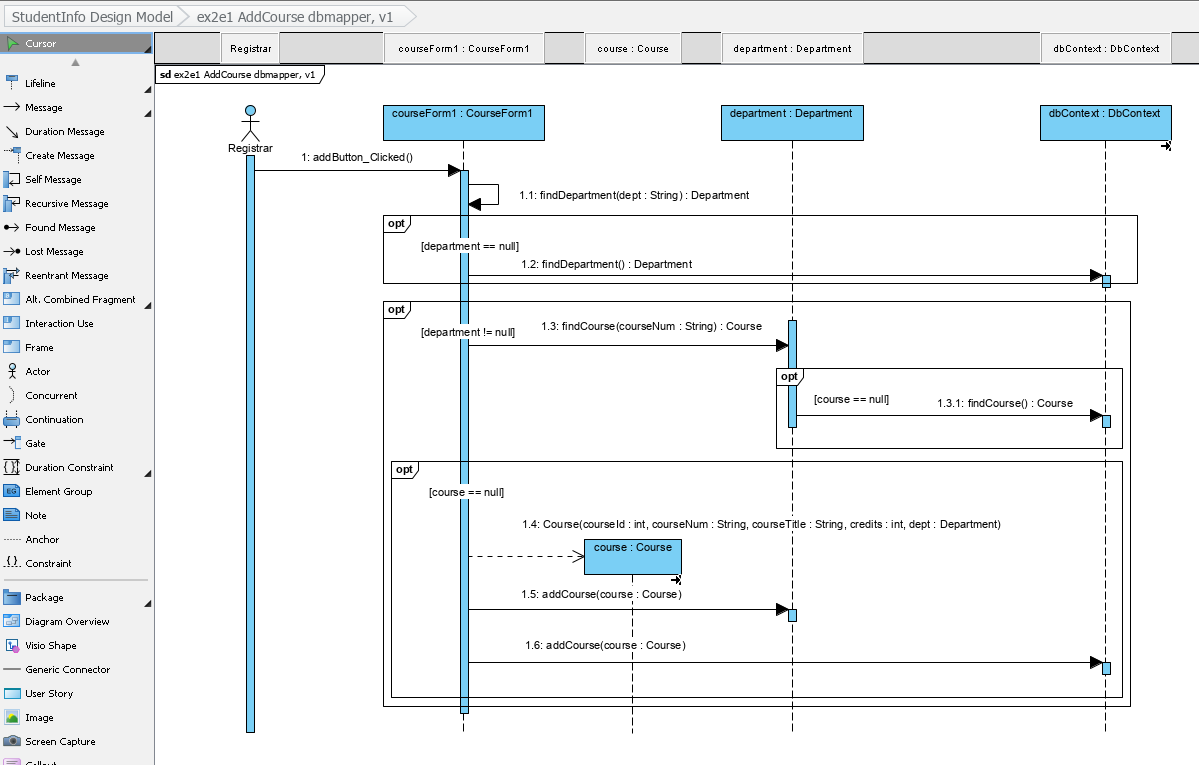 StudentInfo Design Model
ex2e1 AddCourse dbmapper, v1
Cursor
Lifeline
Message
Duration Message
Create Message
Self Message
Recursive Message
Found Message
Lost Message
Reentrant Message
Alt. Combined Fragment
Interaction Use
Frame
Actor
Concurrent
Continuation
Gate
Duration Constraint
EG Element Group
Note
Anchor
{..} Constraint
Package
Diagram Overview
Visio Shape
Generic Connector
User Story
Image
Screen Capture
Registrar
courseForm1 : CourseForm1
course : Course
department : Department
dbContext : DbContext
sd ex2e1 AddCourse dbmapper, v1
courseForm1 : CourseForm1
department : Department
dbContext : DbContext
Registrar
1: addButton_Clicked()
1.1: findDepartment(dept : String) : Department
opt
[department == null]
1.2: findDepartment() : Department
opt
[department != null]
1.3: findCourse(courseNum : String) : Course
opt
[course == null]
1.3.1: findCourse() : Course
opt
[course == null]
1.4: Course(courseId : int, courseNum : String, courseTitle : String, credits : int, dept : Department)
course : Course
1.5: addCourse(course : Course)
1.6: addCourse(course : Course)